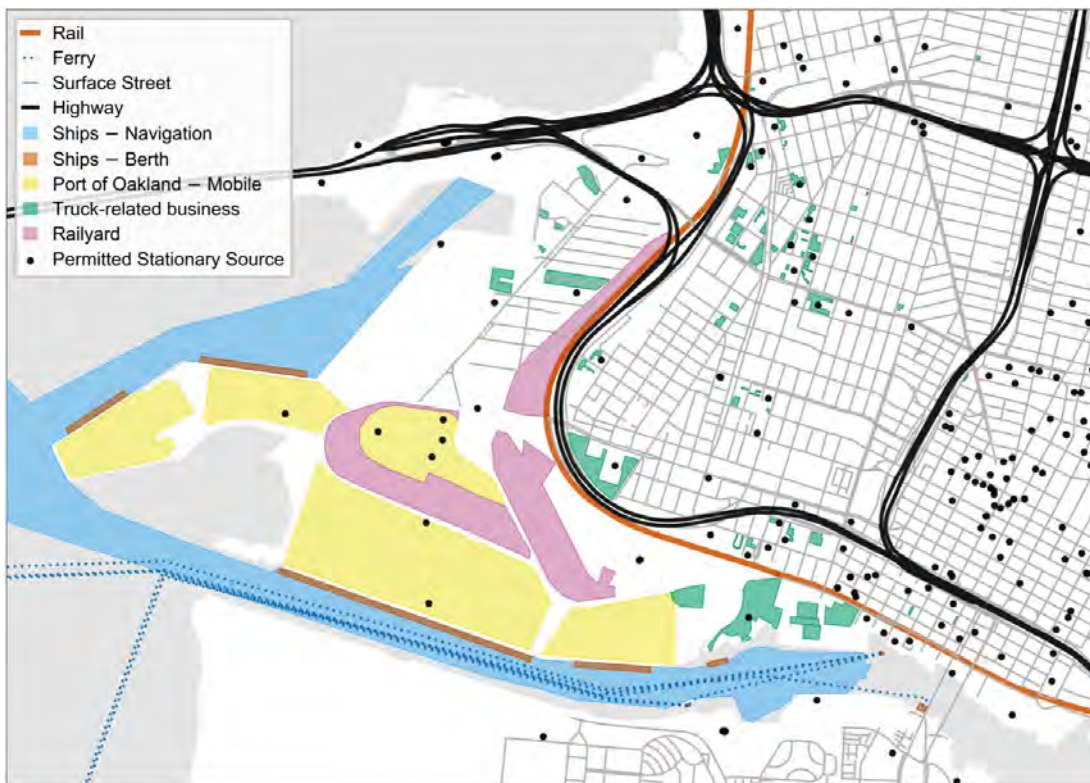 Rail
Ferry
Surface Street
Highway
Ships – Navigation
Ships – Berth
Port of Oakland – Mobile
Truck-related business
Railyard
Permitted Stationary Source